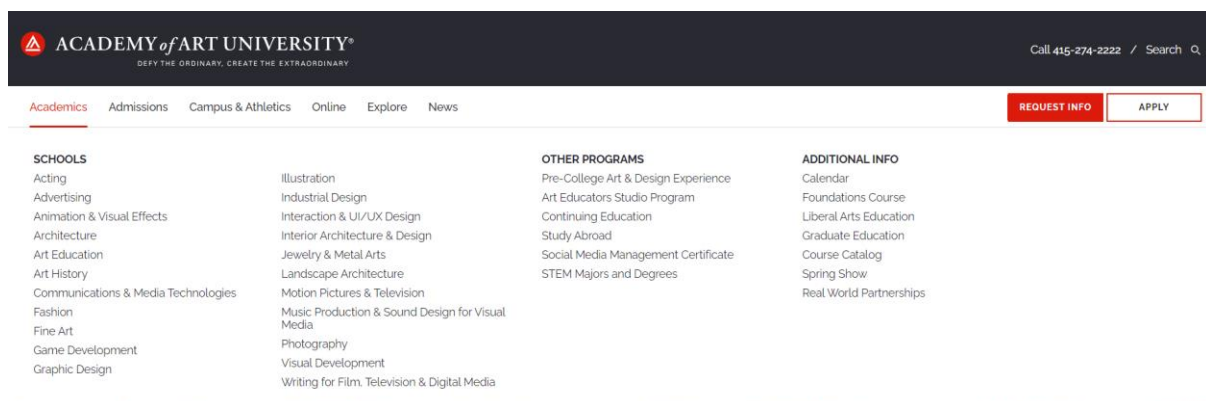 ACADEMY of ART UNIVERSITY®
DEFY THE ORDINARY, CREATE THE EXTRAORDINARY
Call 415-274-2222 / Search
Academics Admissions Campus & Athletics Online Explore News
REQUEST INFO APPLY
SCHOOLS
Acting
Advertising
Animation & Visual Effects
Architecture
Art Education
Art History
Communications & Media Technologies
Fashion
Fine Art
Game Development
Graphic Design
Illustration
Industrial Design
Interaction & UI/UX Design
Interior Architecture & Design
Jewelry & Metal Arts
Landscape Architecture
Motion Pictures & Television
Music Production & Sound Design for Visual
Media
Photography
Visual Development
Writing for Film, Television & Digital Media
OTHER PROGRAMS
Pre-College Art & Design Experience
Art Educators Studio Program
Continuing Education
Study Abroad
Social Media Management Certificate
STEM Majors and Degrees
ADDITIONAL INFO
Calendar
Foundations Course
Liberal Arts Education
Graduate Education
Course Catalog
Spring Show
Real World Partnerships